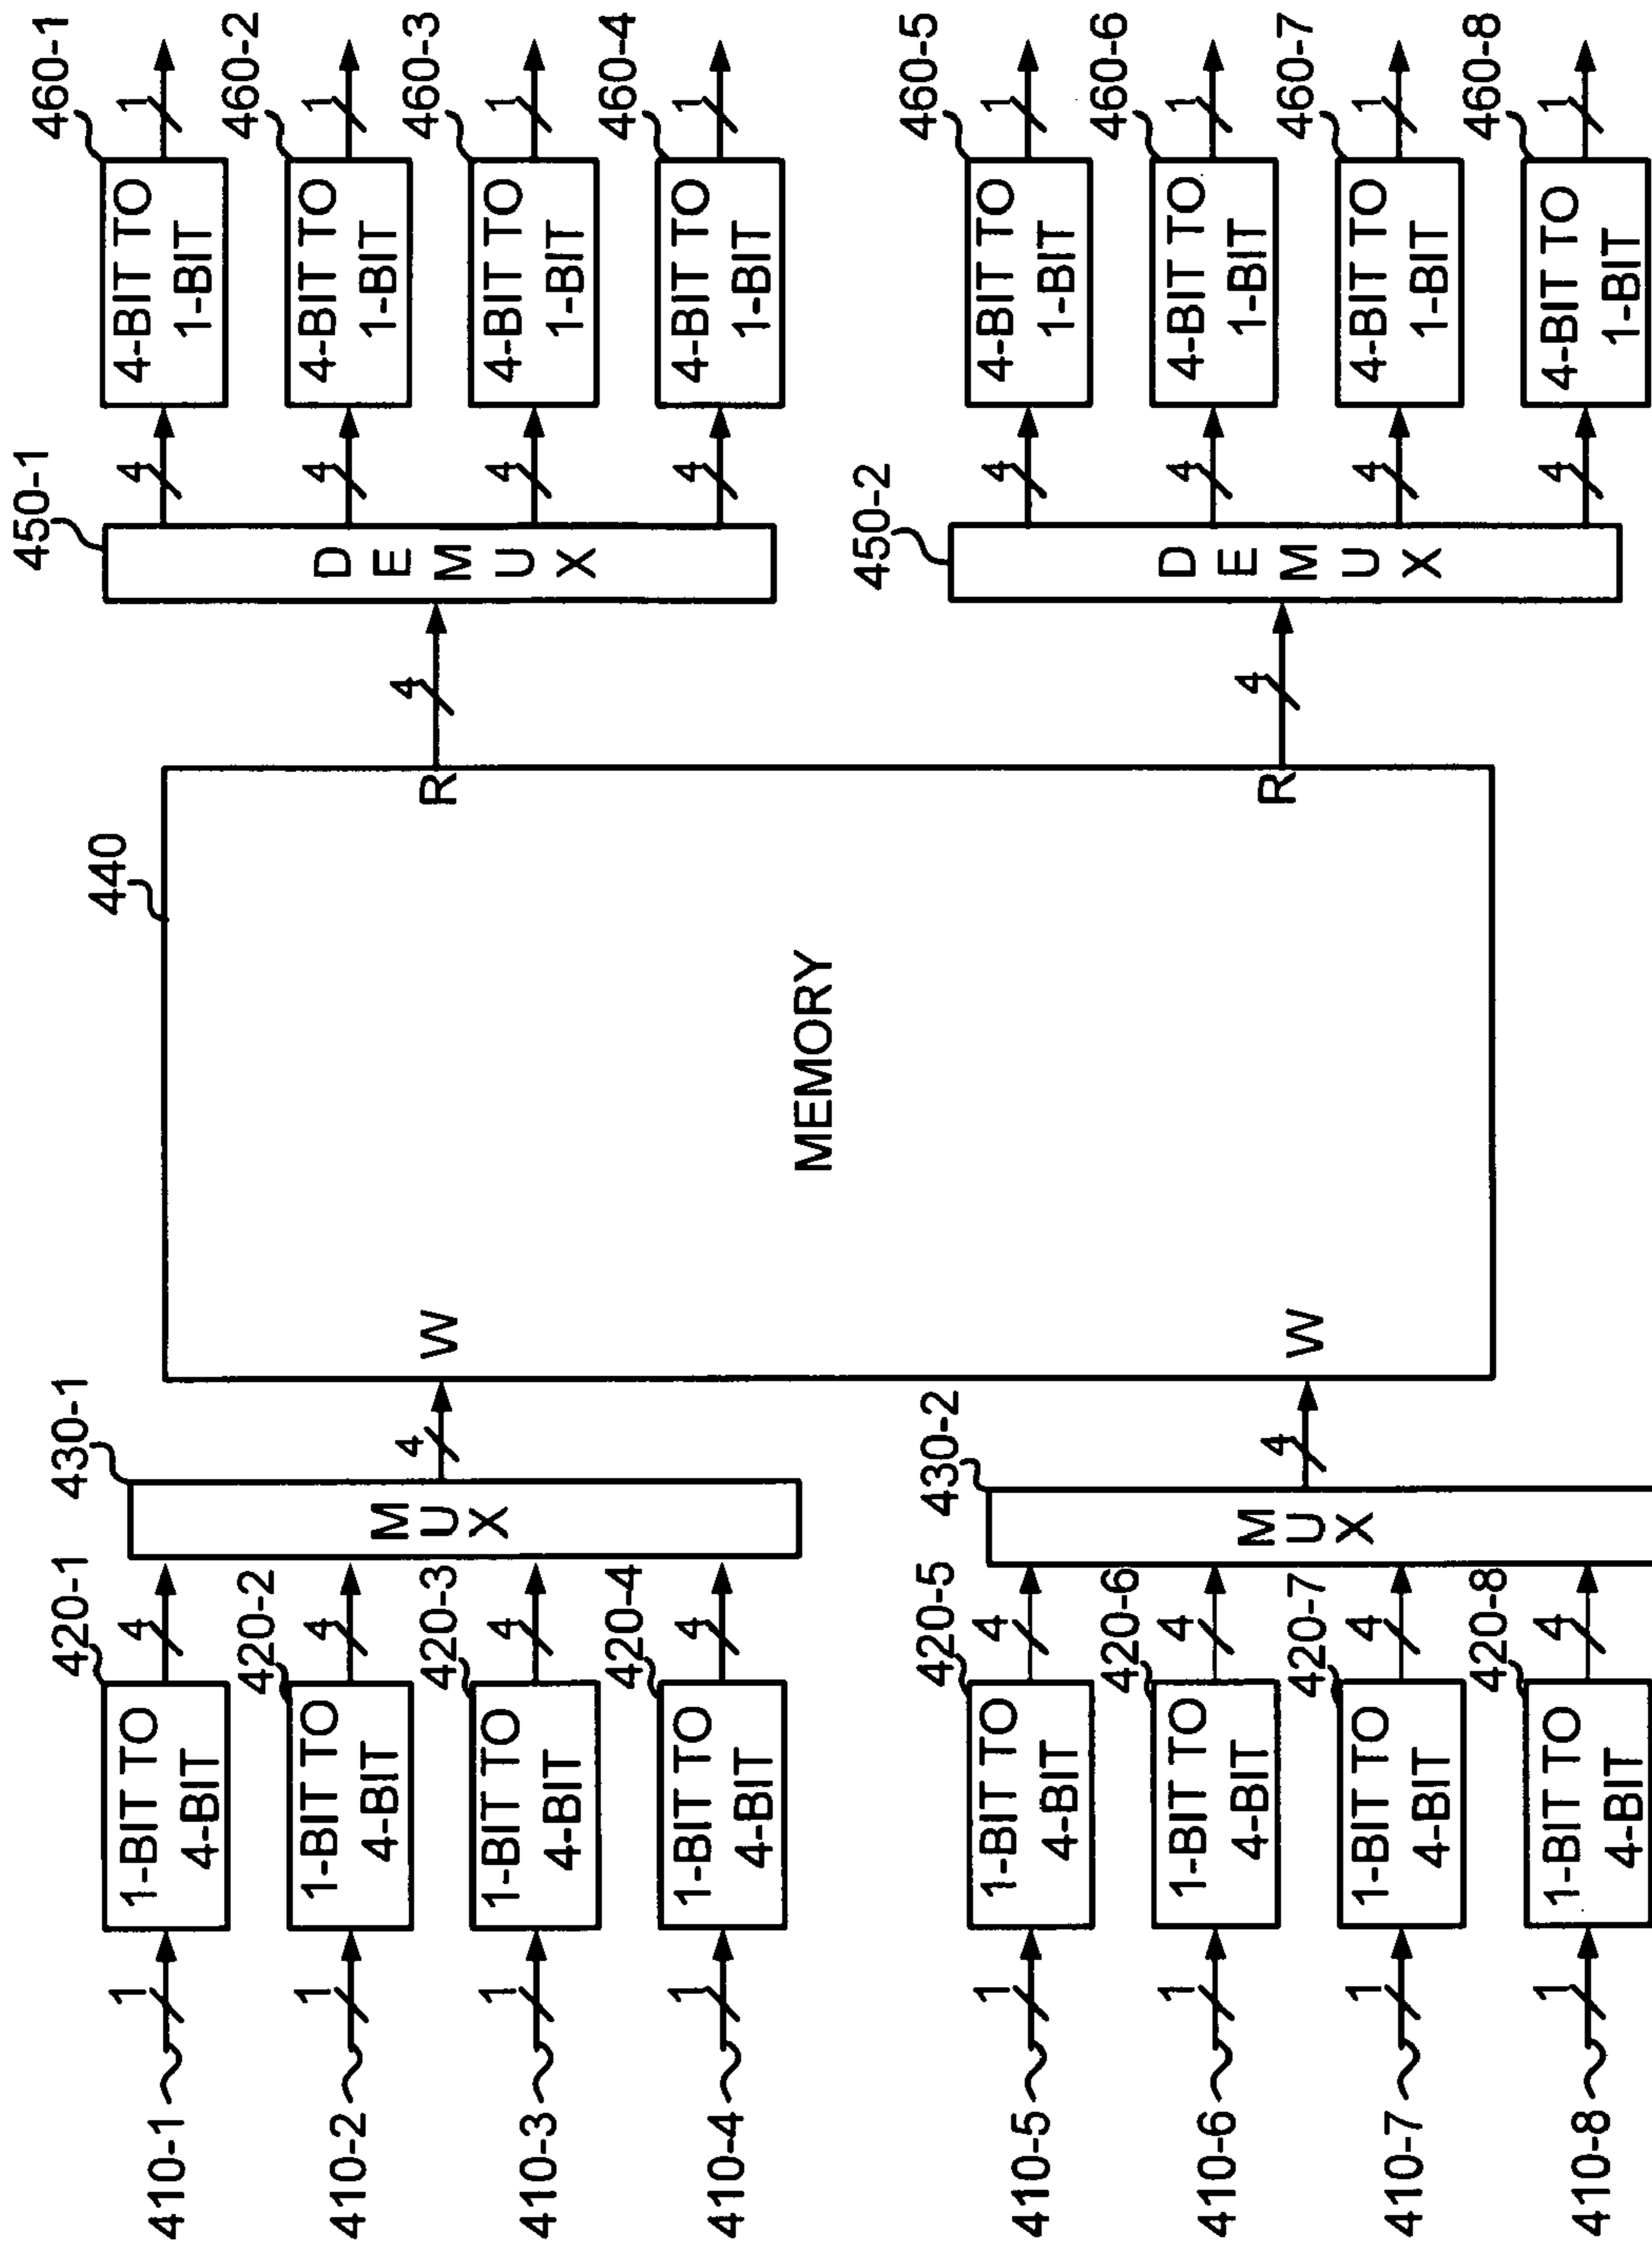 410-1
1
1-BIT TO
4-BIT
420-1
4
410-2
1
1-BIT TO
4-BIT
420-2
4
410-3
1
1-BIT TO
4-BIT
420-3
4
410-4
1
1-BIT TO
4-BIT
420-4
4
MUX
430-1
4
410-5
1
1-BIT TO
4-BIT
420-5
4
410-6
1
1-BIT TO
4-BIT
420-6
4
410-7
1
1-BIT TO
4-BIT
420-7
4
410-8
1
1-BIT TO
4-BIT
420-8
4
MUX
430-2
4
W
W
MEMORY
440
R
R
4
DEMUX
450-1
4
4-BIT TO
1-BIT
460-1
1
4
4-BIT TO
1-BIT
460-2
1
4
4-BIT TO
1-BIT
460-3
1
4
4-BIT TO
1-BIT
460-4
1
4
DEMUX
450-2
4
4-BIT TO
1-BIT
460-5
1
4
4-BIT TO
1-BIT
460-6
1
4
4-BIT TO
1-BIT
460-7
1
4
4-BIT TO
1-BIT
460-8
1